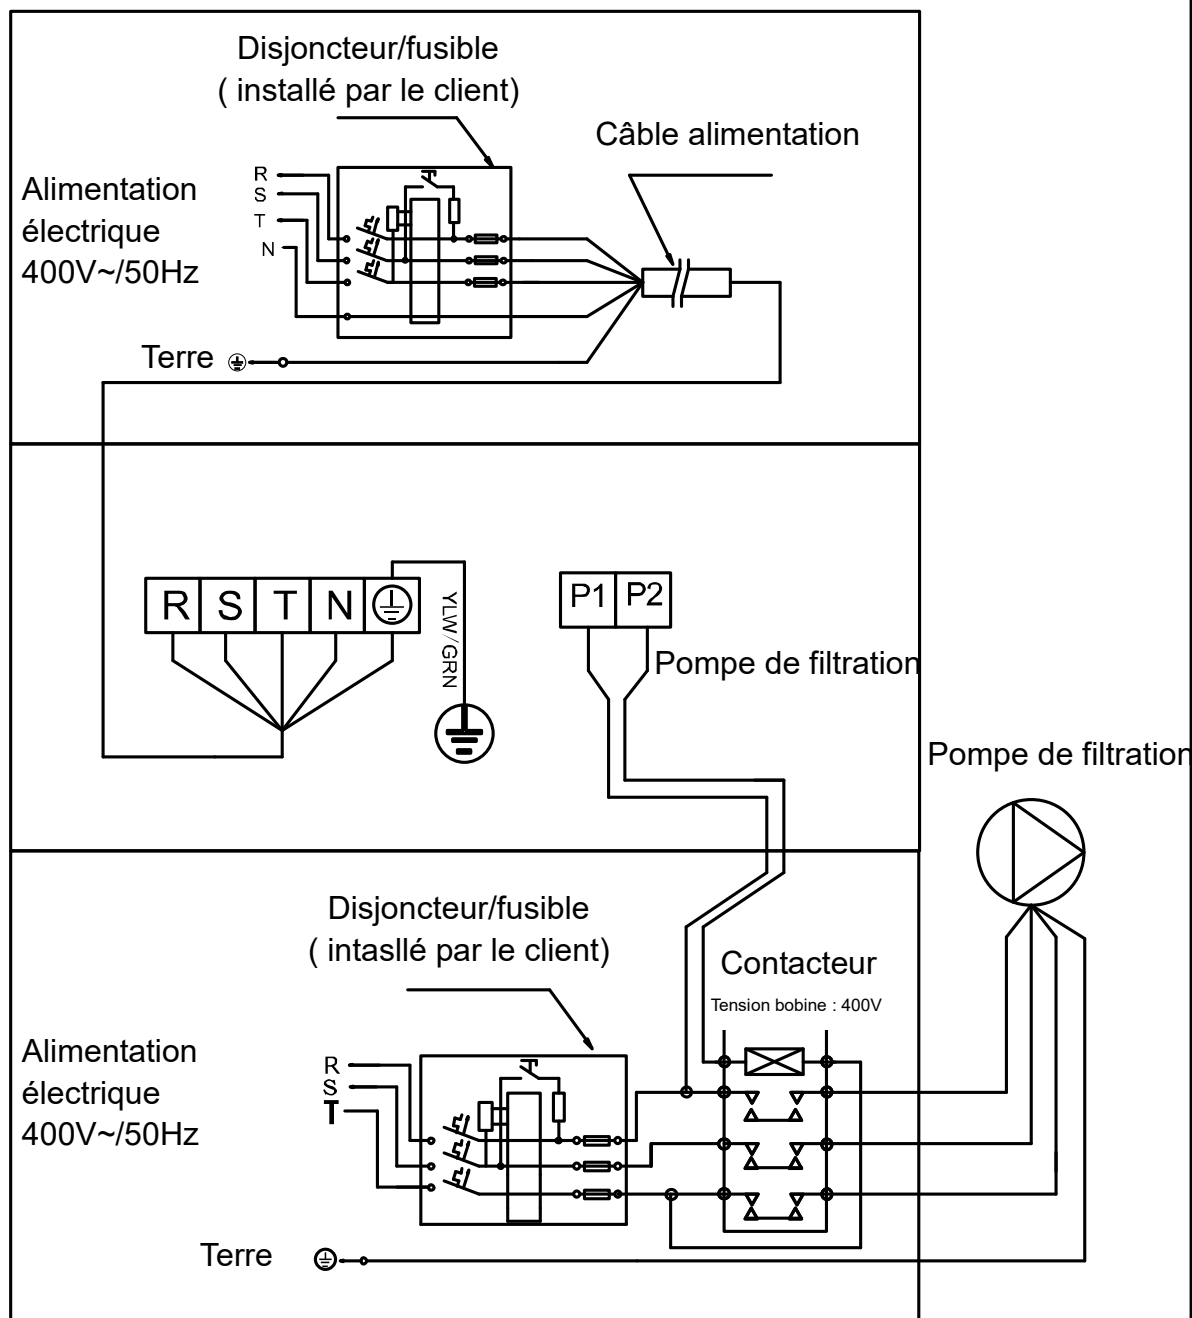 Disjoncteur/fusible
( installé par le client)
Câble alimentation
Alimentation
électrique
400V~/50Hz
R
S
T
N
Terre
R S T N
YLW/GRN
P1 P2
Pompe de filtration
Pompe de filtration
Disjoncteur/fusible
( intasllé par le client)
Contacteur
Tension bobine : 400V
Alimentation
électrique
400V~/50Hz
R
S
T
Terre